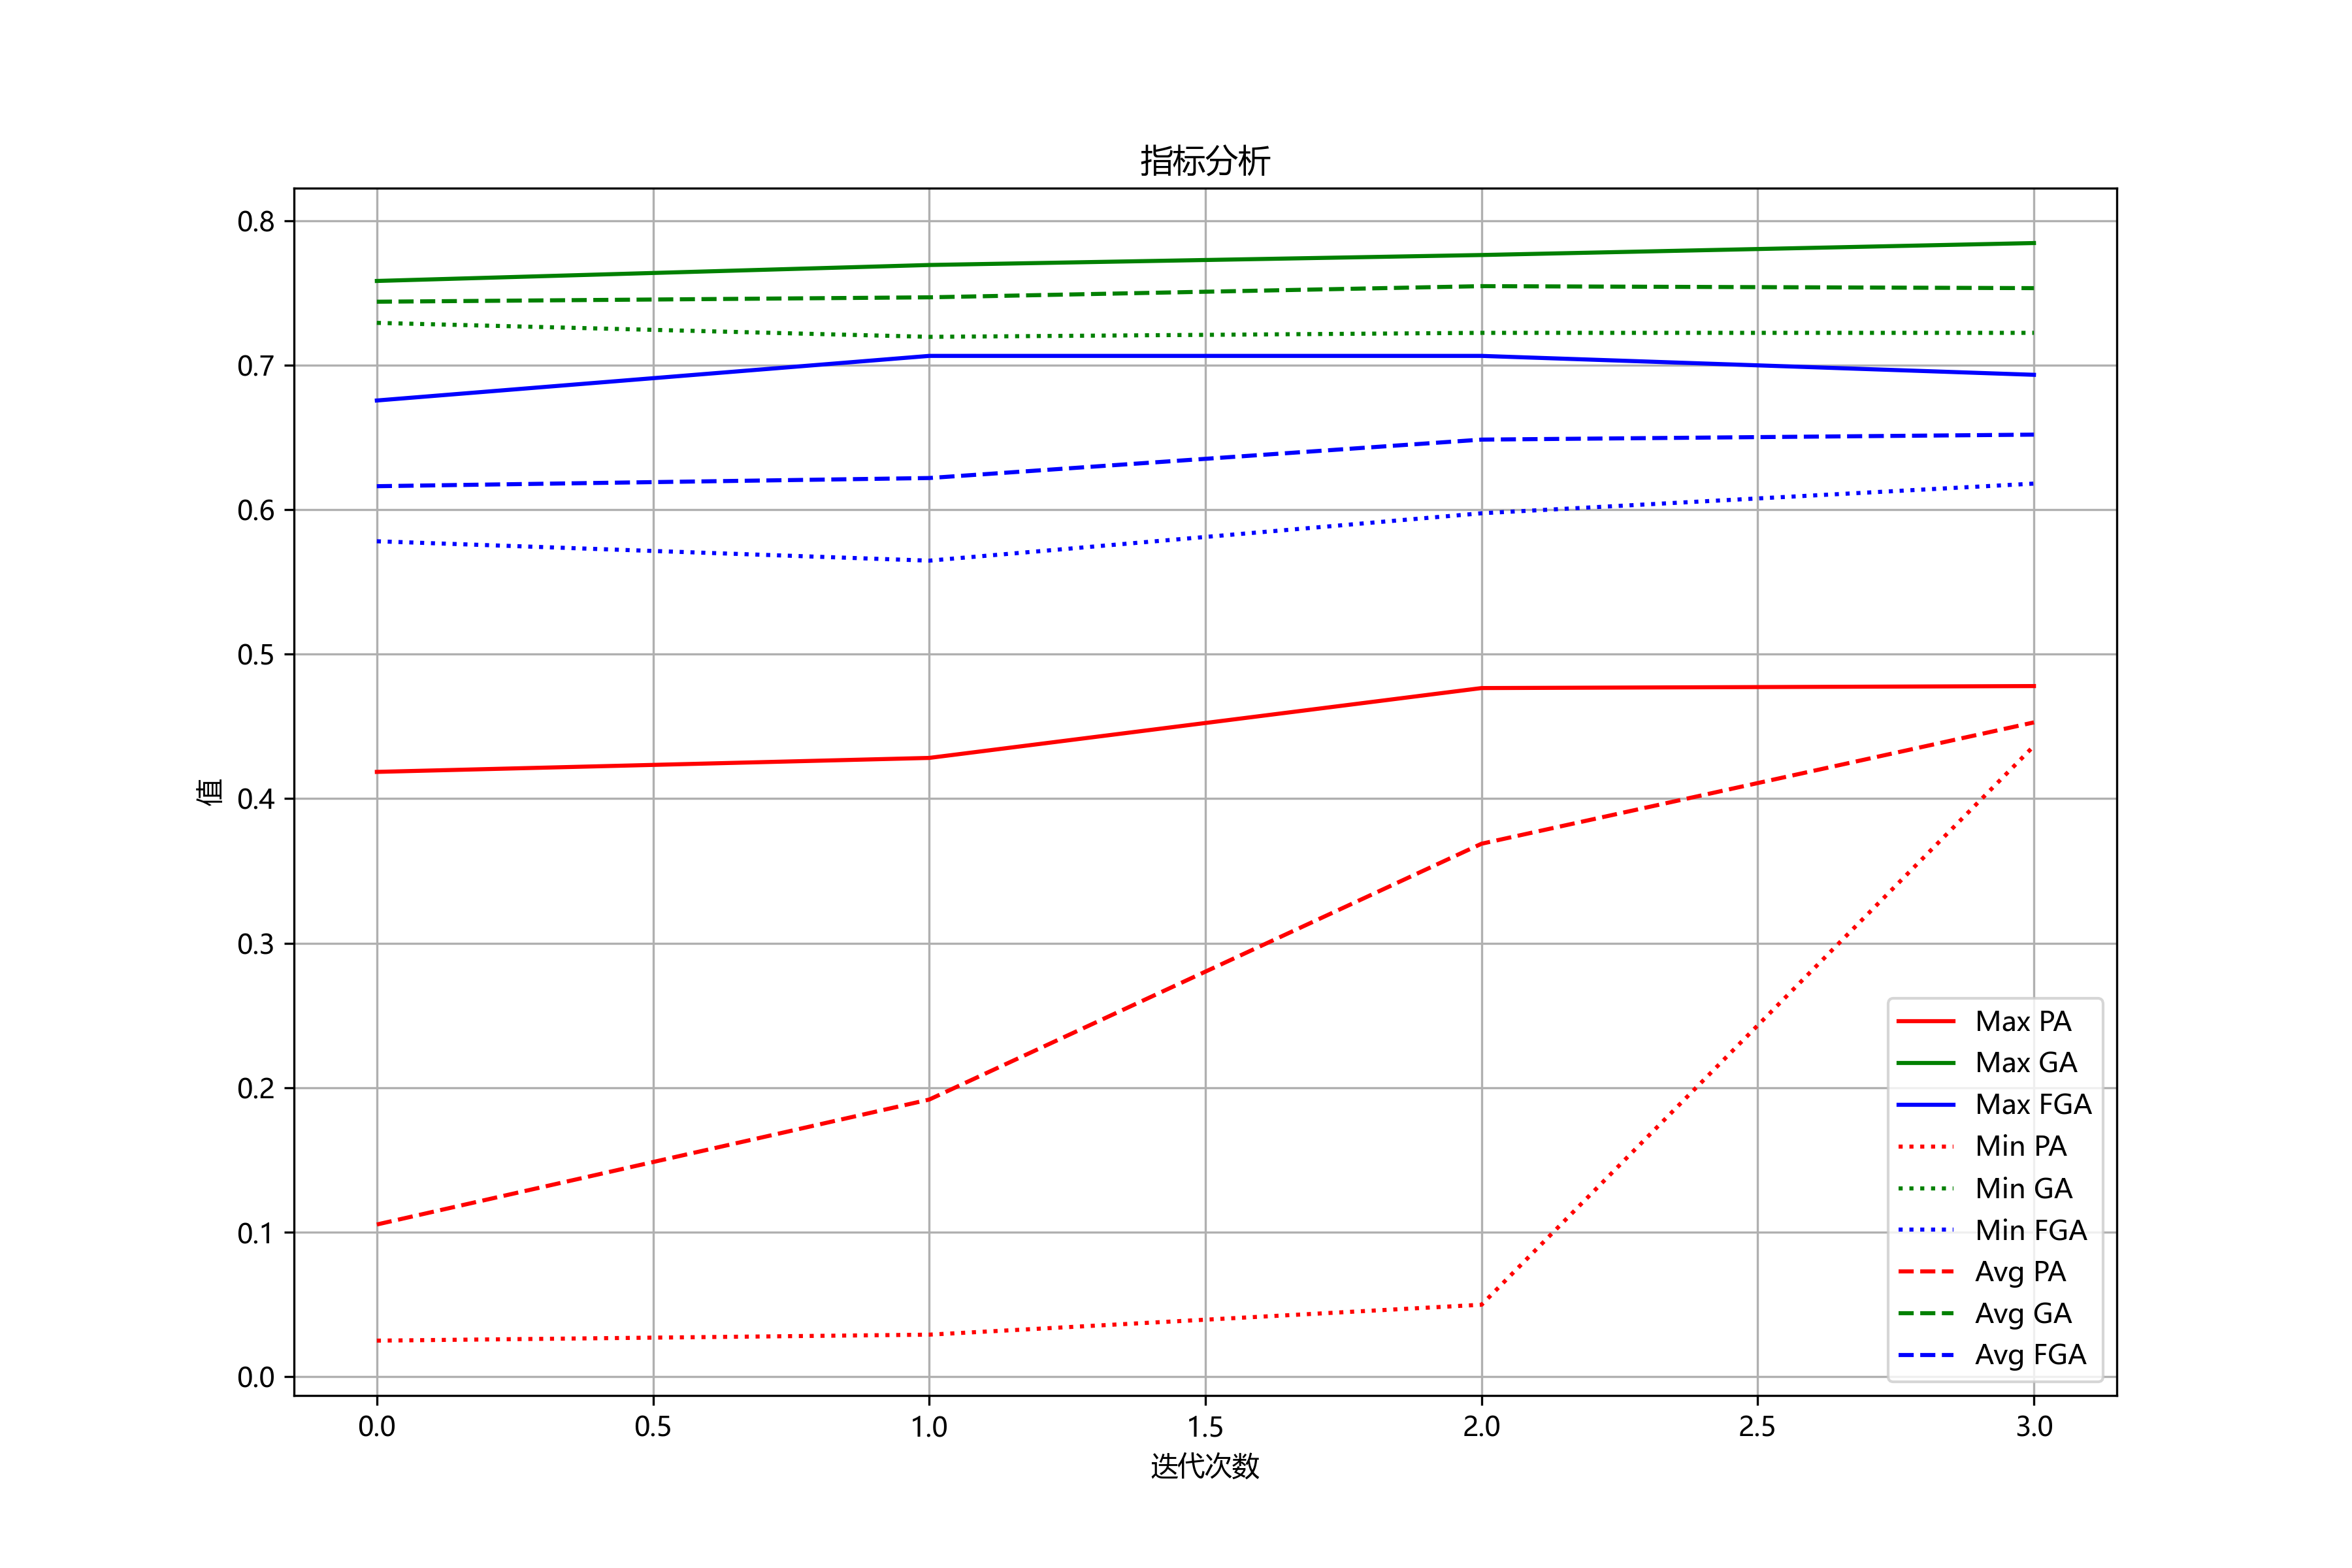 指标分析
值
0.8
0.7
0.6
0.5
0.4
0.3
0.2
0.1
0.0
Max PA
Max GA
Max FGA
Min PA
Min GA
Min FGA
Avg PA
Avg GA
Avg FGA
0.0 0.5 1.0 1.5 2.0 2.5 3.0
迭代次数